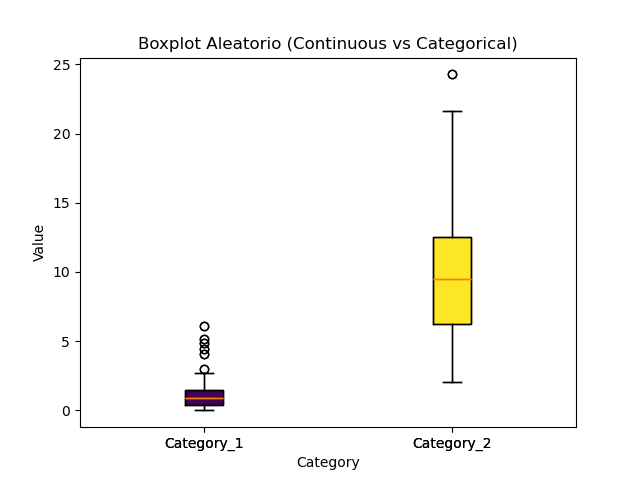 Boxplot Aleatorio (Continuous vs Categorical)
25
20
15
10
5
0
Value
Category_1
Category_2
Category